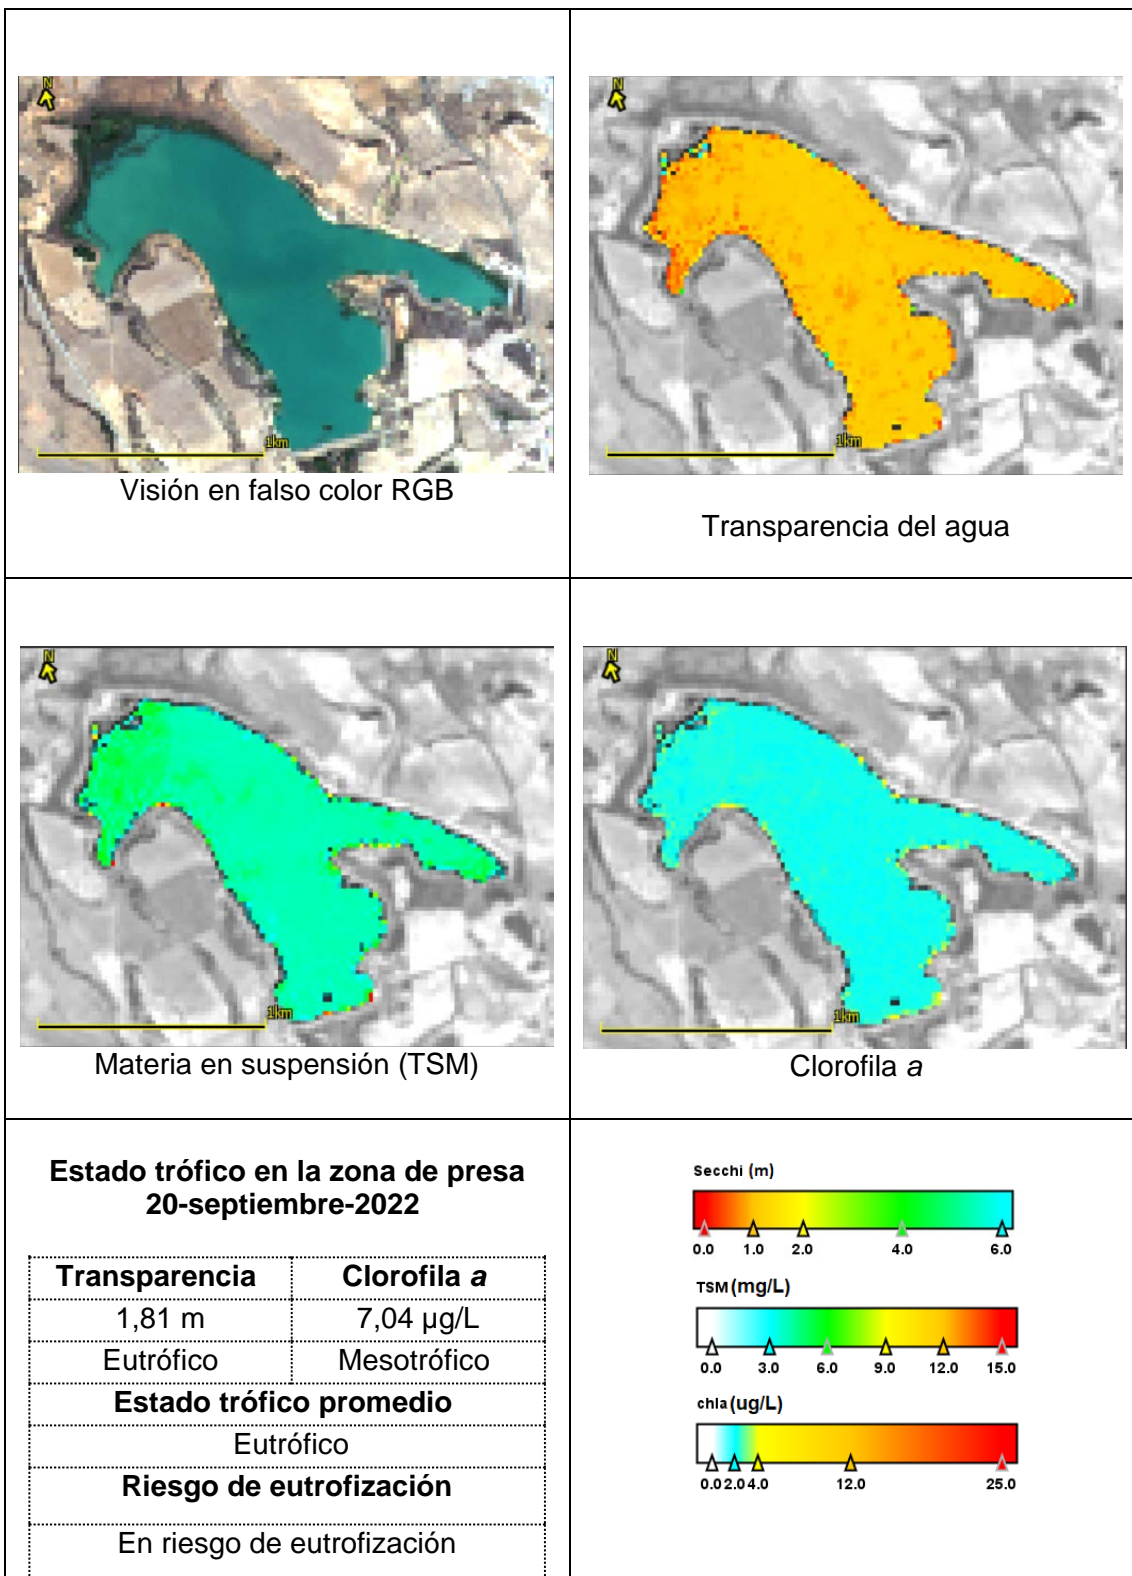 N
1km
Visión en falso color RGB
N
1km
Transparencia del agua
N
1km
Materia en suspensión (TSM)
N
1km
Clorofila a
Estado trófico en la zona de presa
20-septiembre-2022
Transparencia Clorofila a
1,81 m 7,04 µg/L
Eutrófico Mesotrófico
Estado trófico promedio
Eutrófico
Riesgo de eutrofización
En riesgo de eutrofización
Secchi (m)
0.0 1.0 2.0 4.0 6.0
TSM (mg/L)
0.0 3.0 6.0 9.0 12.0 15.0
chla (ug/L)
0.0 2.0 4.0 12.0 25.0